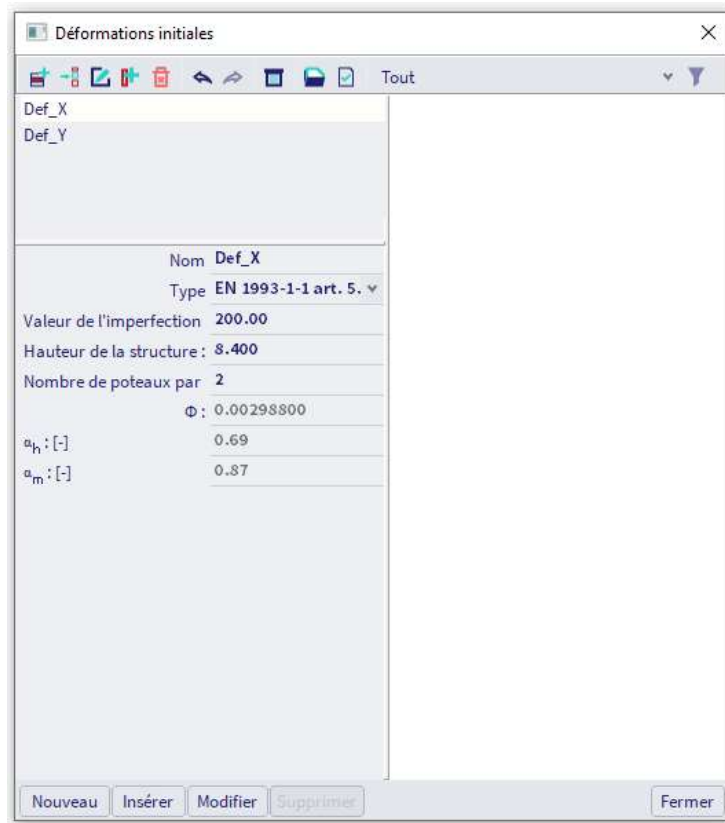 Déformations initiales
Tout
Def_X
Def_Y
Nom Def_X
Type EN 1993-1-1 art. 5.
Valeur de l'imperfection 200.00
Hauteur de la structure : 8.400
Nombre de poteaux par 2
Φ : 0.00298800
αh : [-] 0.69
αm : [-] 0.87
Nouveau Insérer Modifier Supprimer Fermer